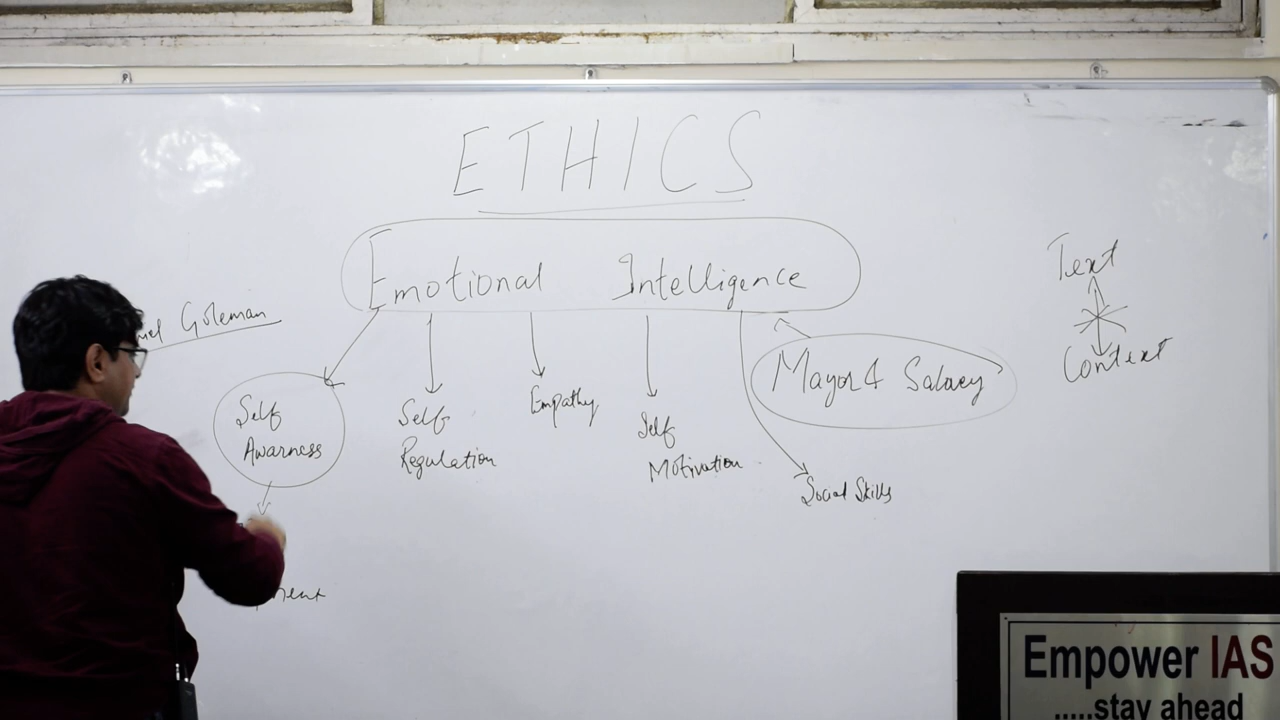 ETHICS
Emotional Intelligence
Goleman
Self
Awarness
Self
Regulation
Empathy
Self
Motivation
Social Skills
Mayor & Salovey
Text
Context
Empower IAS
.....stay ahead